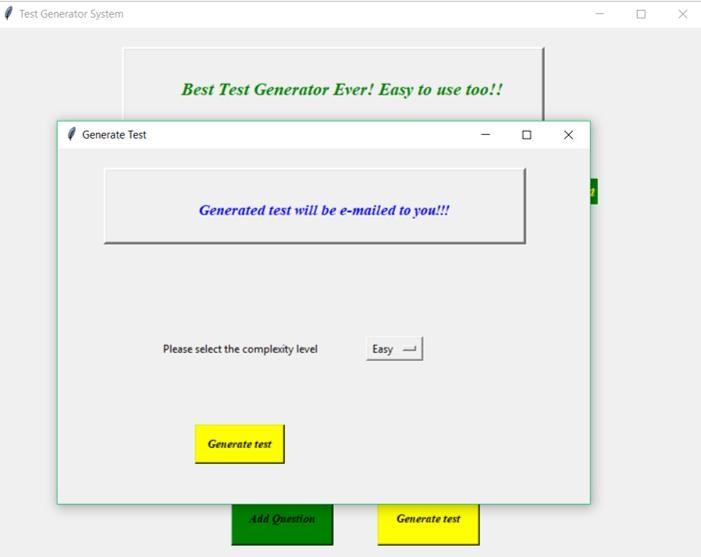 Test Generator System
Best Test Generator Ever! Easy to use too!!
Generate Test
Generated test will be e-mailed to you!!!
Please select the complexity level
Easy
Generate test
Add Question
Generate test